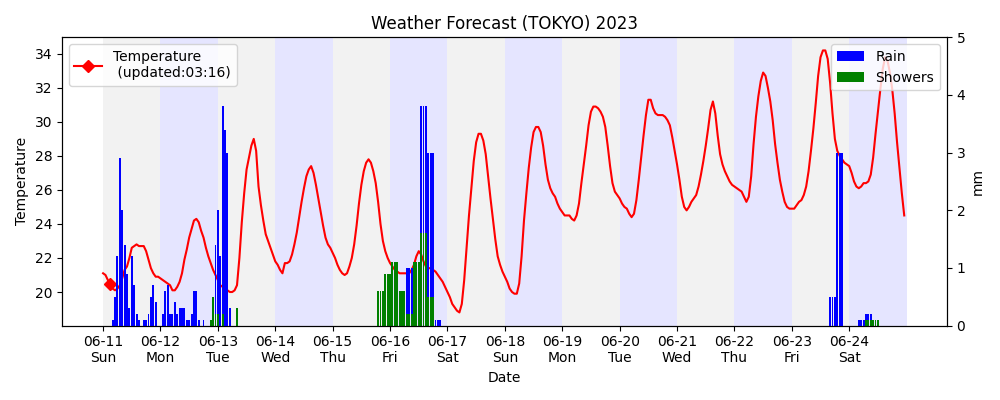 Weather Forecast (TOKYO) 2023
Temperature
(updated:03:16)
Rain
Showers
Temperature
34
32
30
28
26
24
22
20
5
4
3
2
1
0
mm
06-11 06-12 06-13 06-14 06-15 06-16 06-17 06-18 06-19 06-20 06-21 06-22 06-23 06-24
Sun Mon Tue Wed Thu Fri Sat Sun Mon Tue Wed Thu Fri Sat
Date